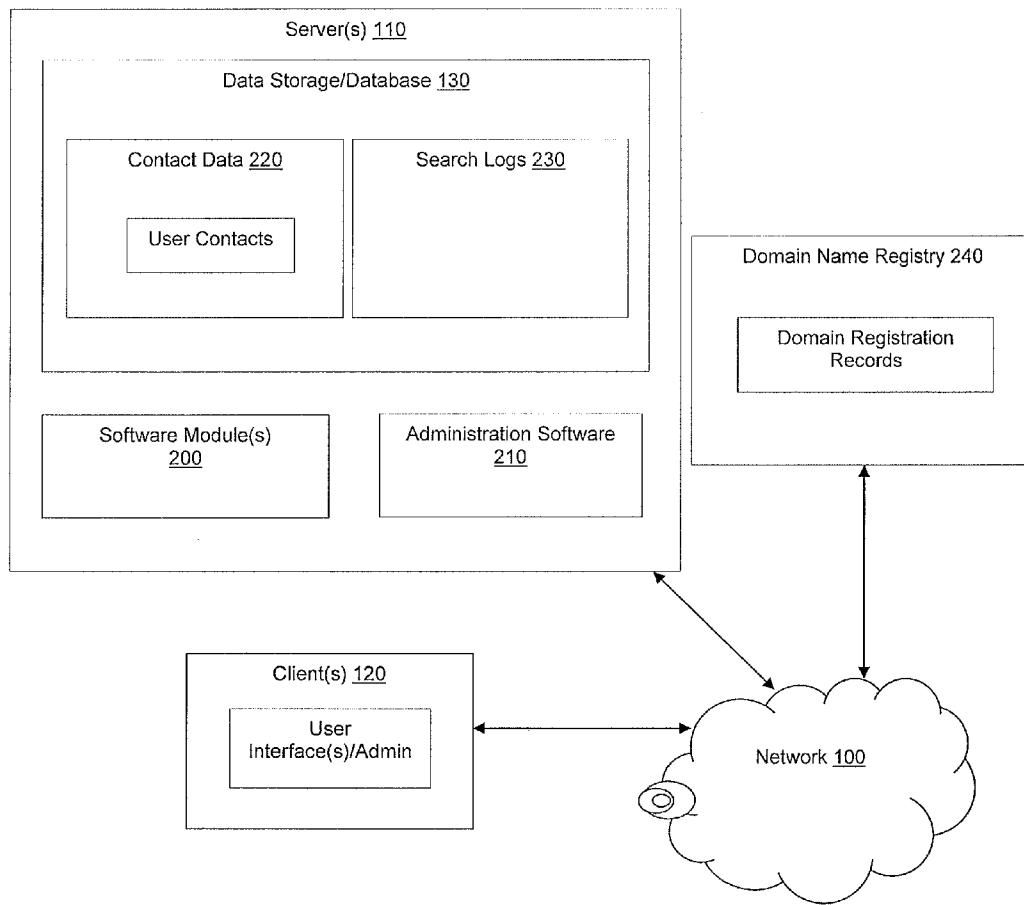 Server(s) 110
Data Storage/Database 130
Contact Data 220
User Contacts
Search Logs 230
Domain Name Registry 240
Domain Registration
Records
Software Module(s)
200
Administration Software
210
Client(s) 120
User
Interface(s)/Admin
Network 100